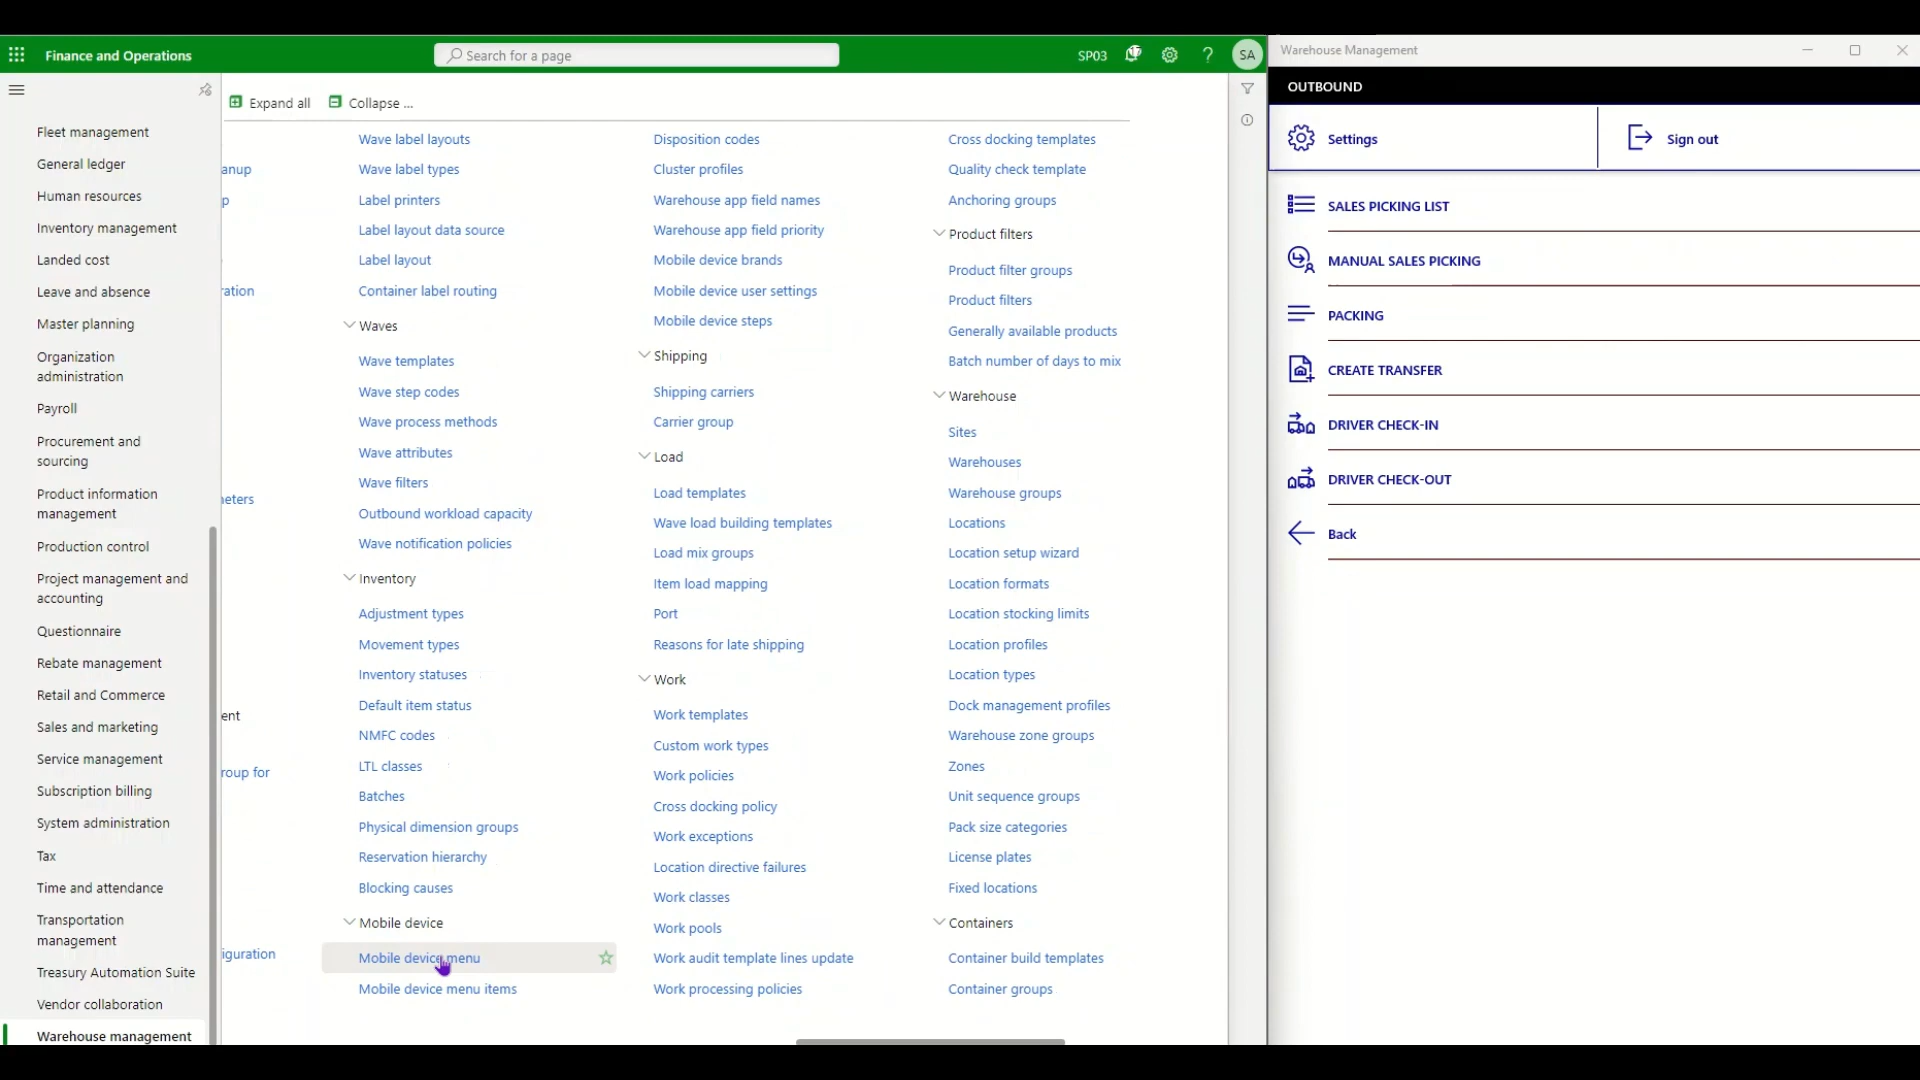 Finance and Operations
Search for a page
SP03
SA
Expand all
Collapse ...
Fleet management
General ledger
Human resources
Inventory management
Landed cost
Leave and absence
Master planning
Organization
administration
Payroll
Procurement and
sourcing
Product information
management
Production control
Project management and
accounting
Questionnaire
Rebate management
Retail and Commerce
Sales and marketing
Service management
Subscription billing
System administration
Tax
Time and attendance
Transportation
management
Treasury Automation Suite
Vendor collaboration
Warehouse management
anup
p
ration
neters
ent
roup for
iguration
Wave label layouts
Wave label types
Label printers
Label layout data source
Label layout
Container label routing
Waves
Wave templates
Wave step codes
Wave process methods
Wave attributes
Wave filters
Outbound workload capacity
Wave notification policies
Inventory
Adjustment types
Movement types
Inventory statuses
Default item status
NMFC codes
LTL classes
Batches
Physical dimension groups
Reservation hierarchy
Blocking causes
Mobile device
Mobile device menu
Mobile device menu items
Disposition codes
Cluster profiles
Warehouse app field names
Warehouse app field priority
Mobile device brands
Mobile device user settings
Mobile device steps
Shipping
Shipping carriers
Carrier group
Load
Load templates
Wave load building templates
Load mix groups
Item load mapping
Port
Reasons for late shipping
Work
Work templates
Custom work types
Work policies
Cross docking policy
Work exceptions
Location directive failures
Work classes
Work pools
Work audit template lines update
Work processing policies
Cross docking templates
Quality check template
Anchoring groups
Product filters
Product filter groups
Product filters
Generally available products
Batch number of days to mix
Warehouse
Sites
Warehouses
Warehouse groups
Locations
Location setup wizard
Location formats
Location stocking limits
Location profiles
Location types
Dock management profiles
Warehouse zone groups
Zones
Unit sequence groups
Pack size categories
License plates
Fixed locations
Containers
Container build templates
Container groups
Warehouse Management
OUTBOUND
Settings
Sign out
SALES PICKING LIST
MANUAL SALES PICKING
PACKING
CREATE TRANSFER
DRIVER CHECK-IN
DRIVER CHECK-OUT
Back